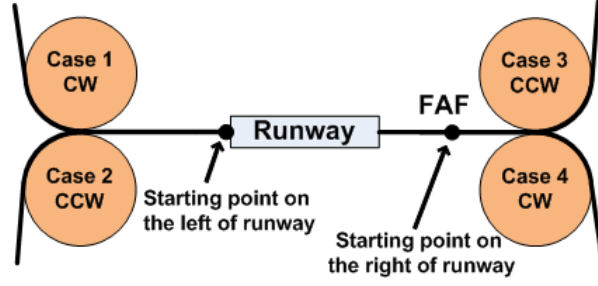 Case 1
CW
Case 3
CCW
FAF
Runway
Case 2
CCW
Case 4
CW
Starting point on
the left of runway
Starting point on
the right of runway